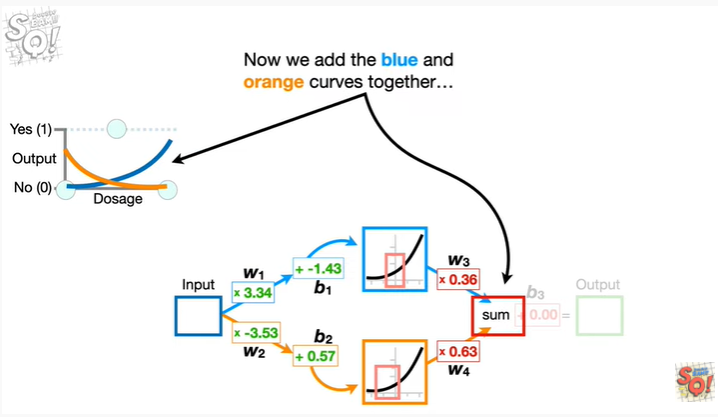 SQ!
Now we add the blue and
orange curves together...
Yes (1)
Output
No (0)
Dosage
Input
W1
x 3.34
+ -1.43
b1
W3
x 0.36
b3
Output
sum
+ 0.00 =
x -3.53
W2
b2
+ 0.57
x 0.63
W4
SQ!